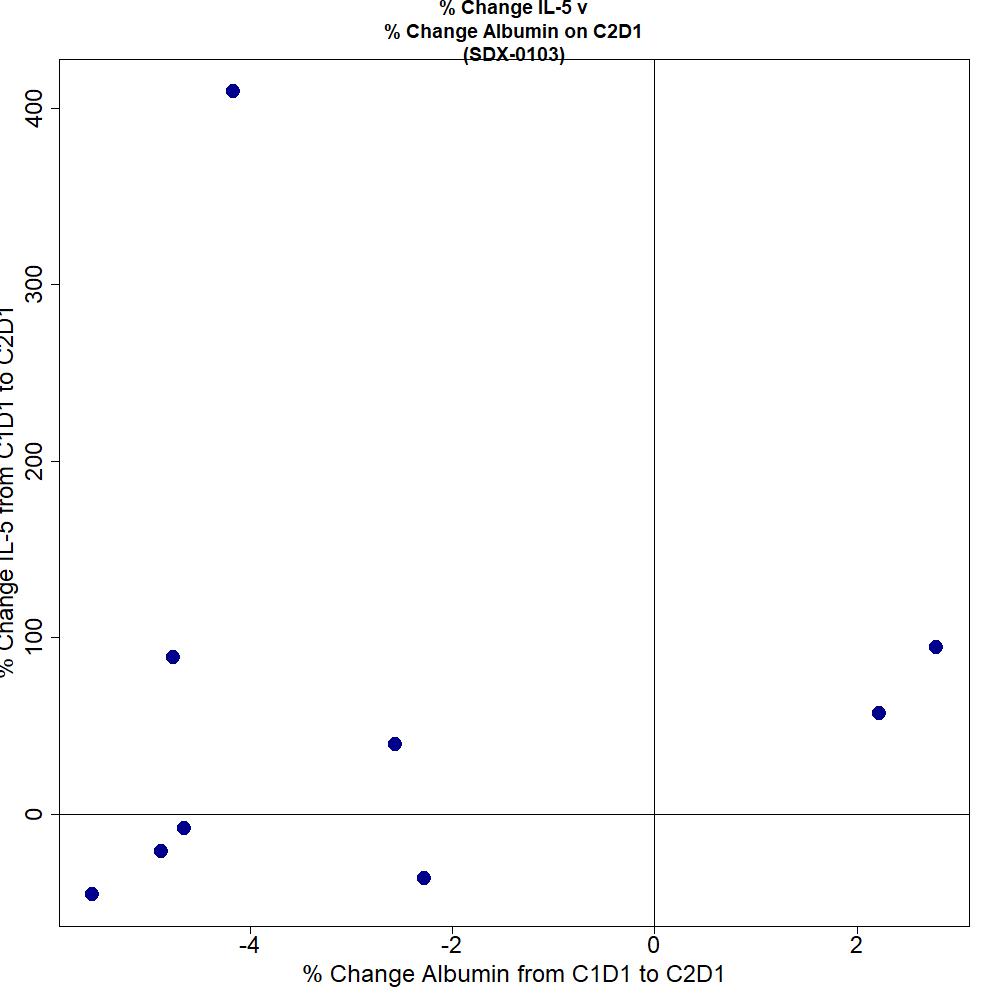 % Change IL-5 v
% Change Albumin on C2D1
(SDX-0103)
400
300
200
100
0
% Change IL-5 from C1D1 to C2D1
-4
-2
0
2
% Change Albumin from C1D1 to C2D1